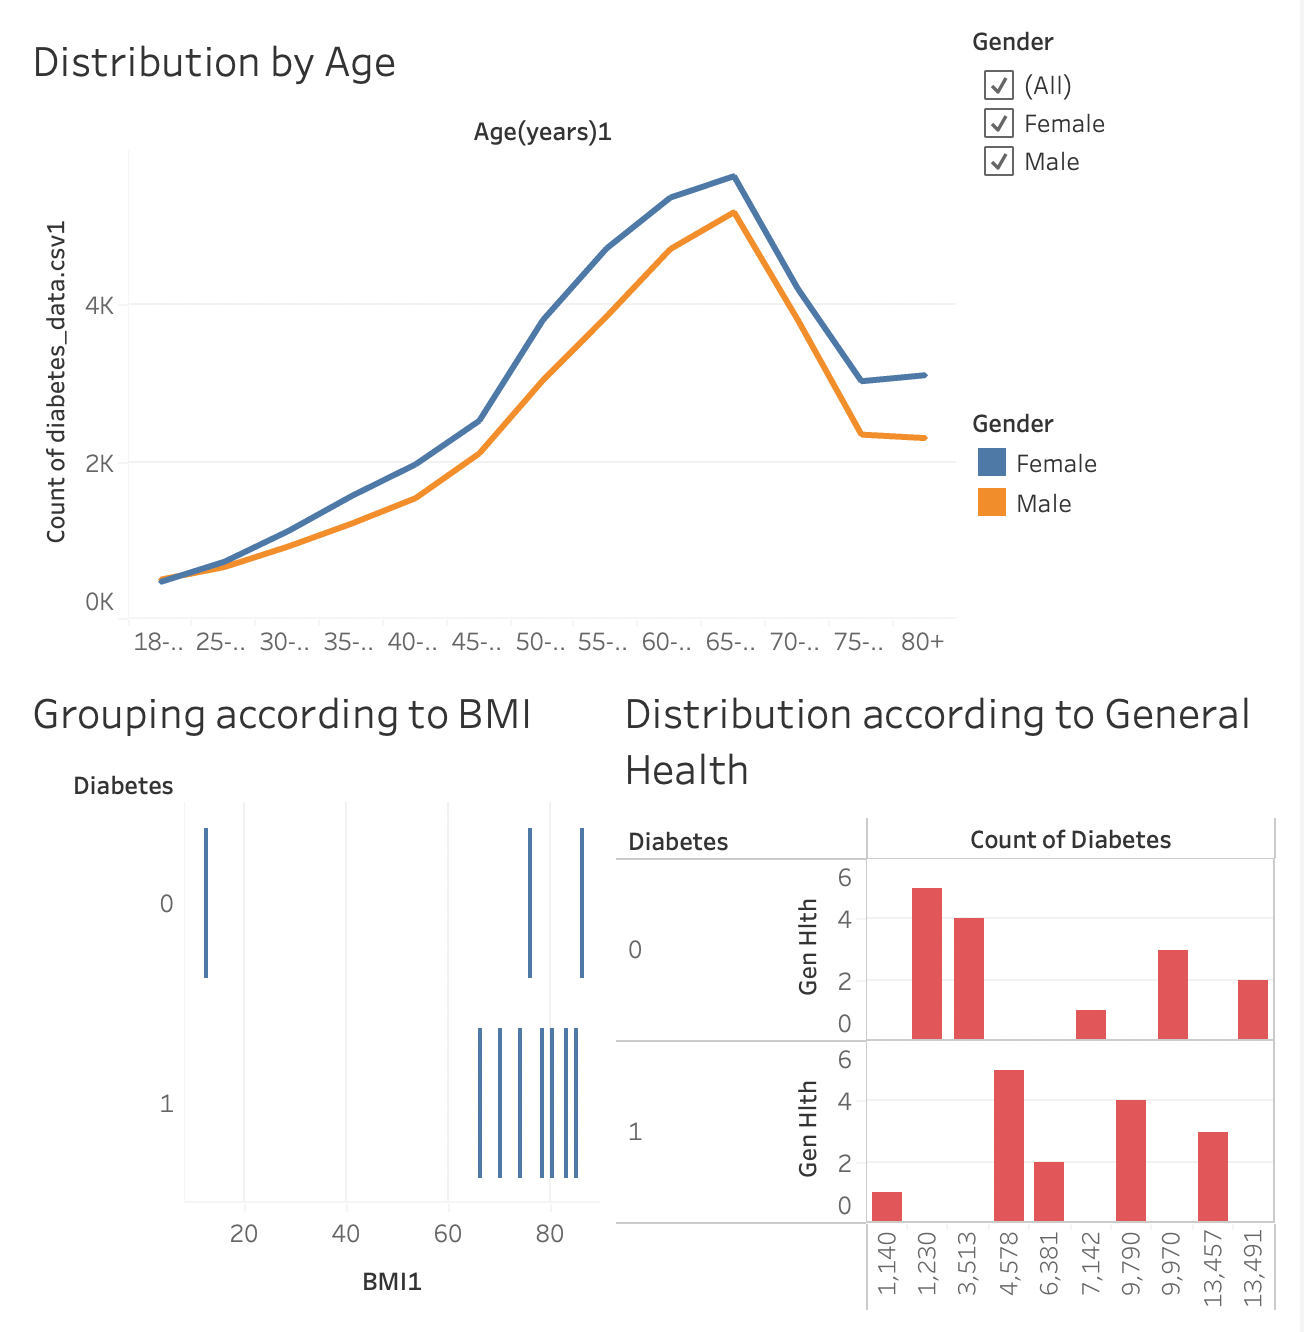 Distribution by Age
Gender
(All)
Female
Male
Age(years)1
Count of diabetes_data.csv1
4K
2K
0K
18-.. 25-.. 30-.. 35-.. 40-.. 45-.. 50-.. 55-.. 60-.. 65-.. 70-.. 75-.. 80+
Gender
Female
Male
Grouping according to BMI
Diabetes
0
1
20 40 60 80
BMI1
Distribution according to General
Health
Diabetes
Count of Diabetes
0
Gen Hlth
6
4
2
0
1
Gen Hlth
6
4
2
0
1,140
1,230
3,513
4,578
6,381
7,142
9,790
9,970
13,457
13,491